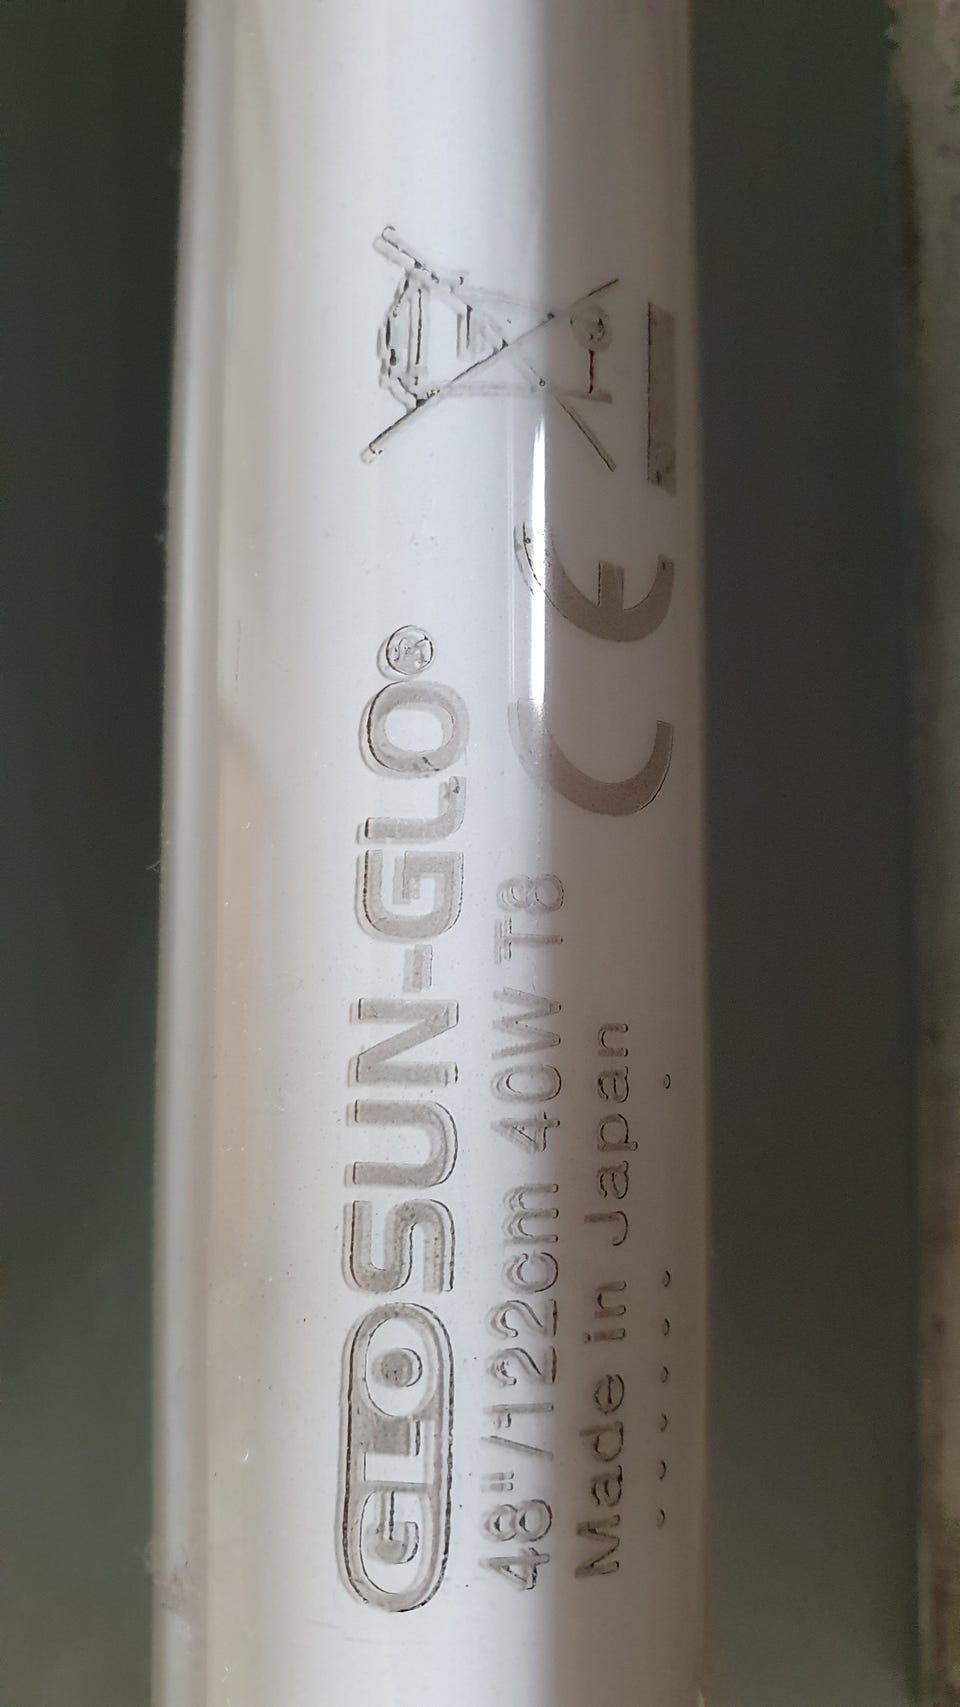 GLO SUN-GLO®
48"/122cm 40W T8
Made in Japan
CE